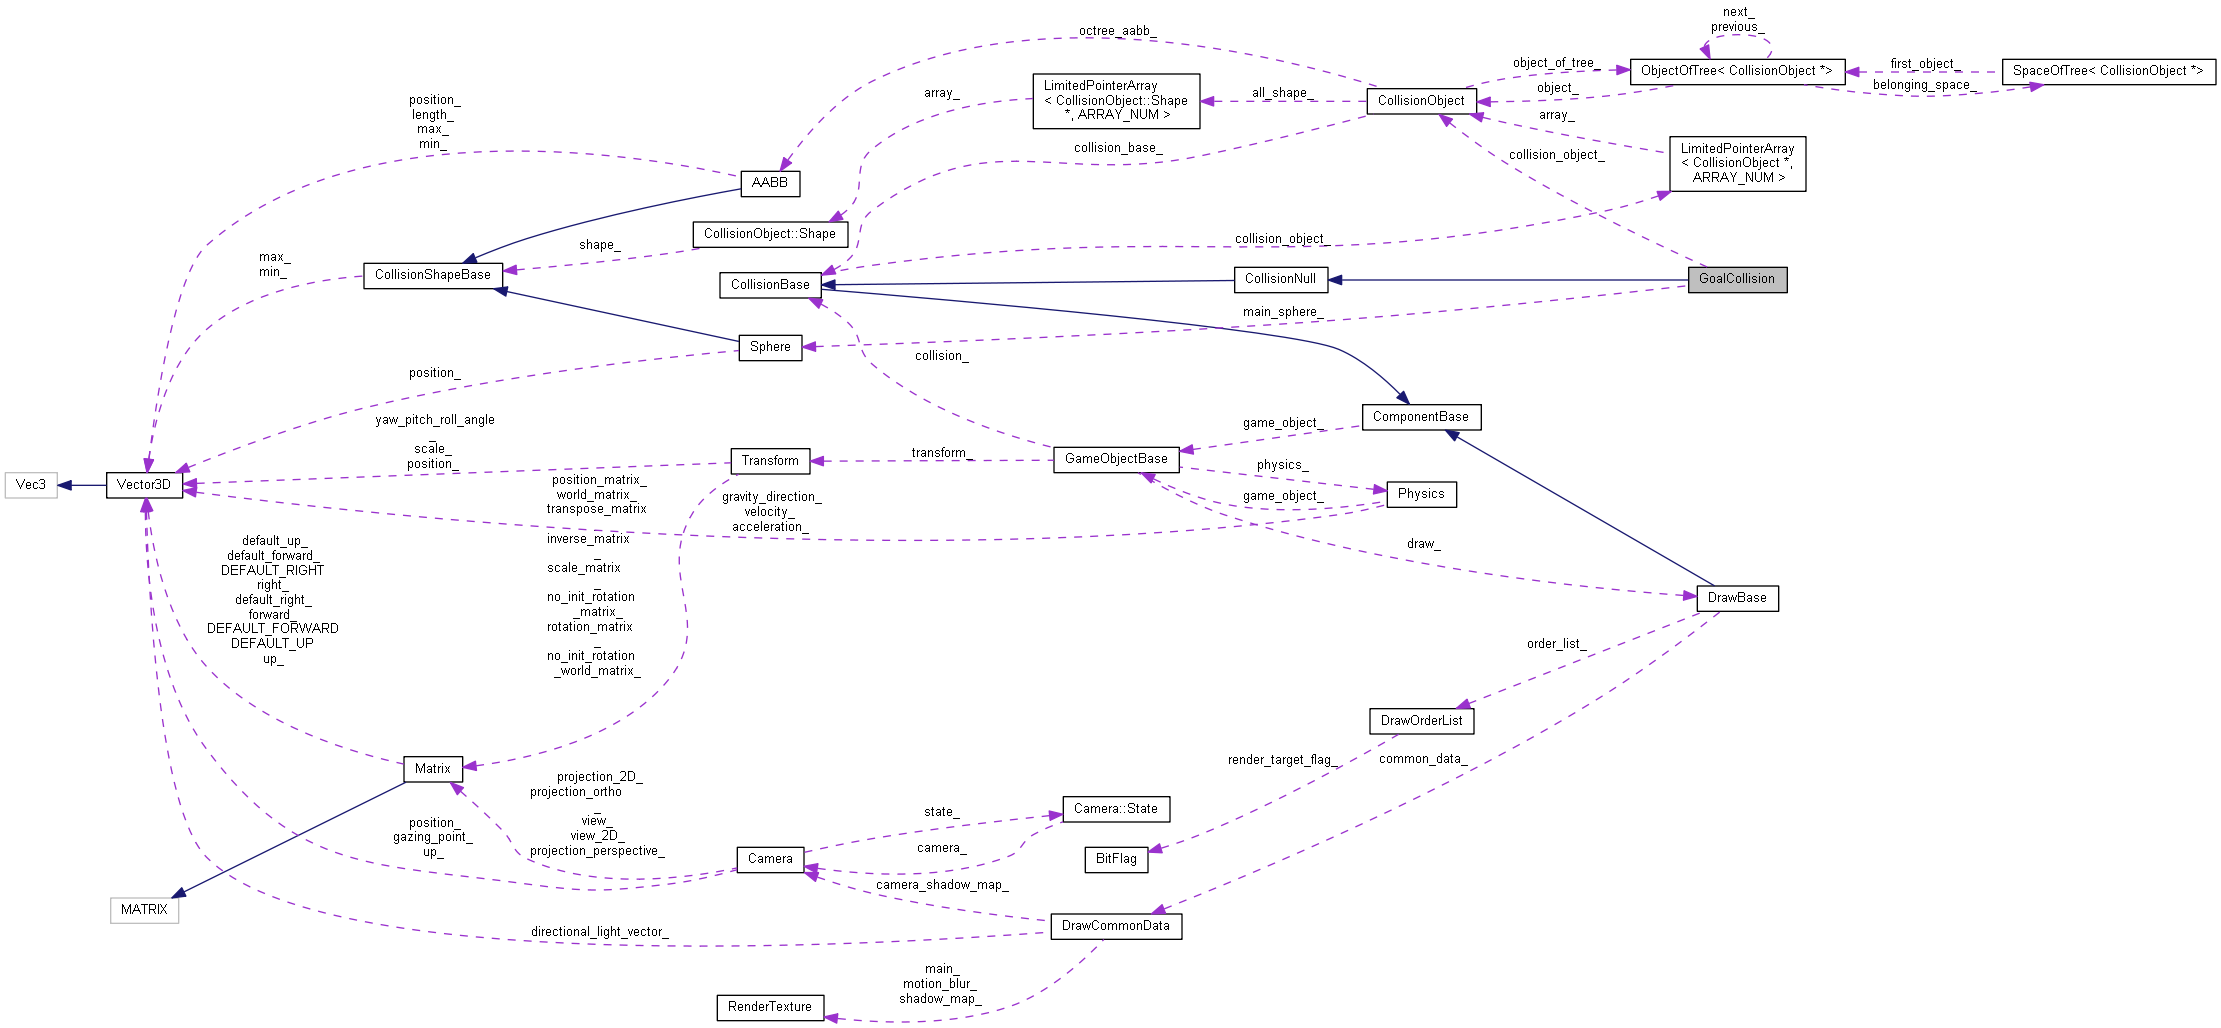 next_
previous_
octree_aabb_
object_of_tree_
ObjectOfTree< CollisionObject *>
first_object_
SpaceOfTree< CollisionObject *>
belonging_space_
object_
LimitedPointerArray
< CollisionObject::Shape
*, ARRAY_NUM >
all_shape_
CollisionObject
array_
array_
position_
length_
max_
min_
collision_base_
collision_object_
LimitedPointerArray
< CollisionObject *,
ARRAY_NUM >
AABB
CollisionObject::Shape
shape_
collision_object_
max_
min_
CollisionShapeBase
CollisionBase
CollisionNull
GoalCollision
main_sphere_
Sphere
collision_
position_
ComponentBase
yaw_pitch_roll_angle
_
scale_
position_
game_object_
Transform
transform_
GameObjectBase
physics_
Vec3
Vector3D
position_matrix_
world_matrix_
transpose_matrix
_
inverse_matrix
_
scale_matrix
_
no_init_rotation
_matrix_
rotation_matrix
_
no_init_rotation
_world_matrix_
gravity_direction_
velocity_
acceleration_
game_object_
Physics
default_up_
default_forward_
DEFAULT_RIGHT
right_
default_right_
forward_
DEFAULT_FORWARD
DEFAULT_UP
up_
draw_
DrawBase
order_list_
DrawOrderList
render_target_flag_
common_data_
Matrix
projection_2D_
projection_ortho
_
view_
view_2D_
projection_perspective_
position_
gazing_point_
up_
state_
Camera::State
camera_
Camera
BitFlag
MATRIX
camera_shadow_map_
directional_light_vector_
DrawCommonData
main_
motion_blur_
shadow_map_
RenderTexture